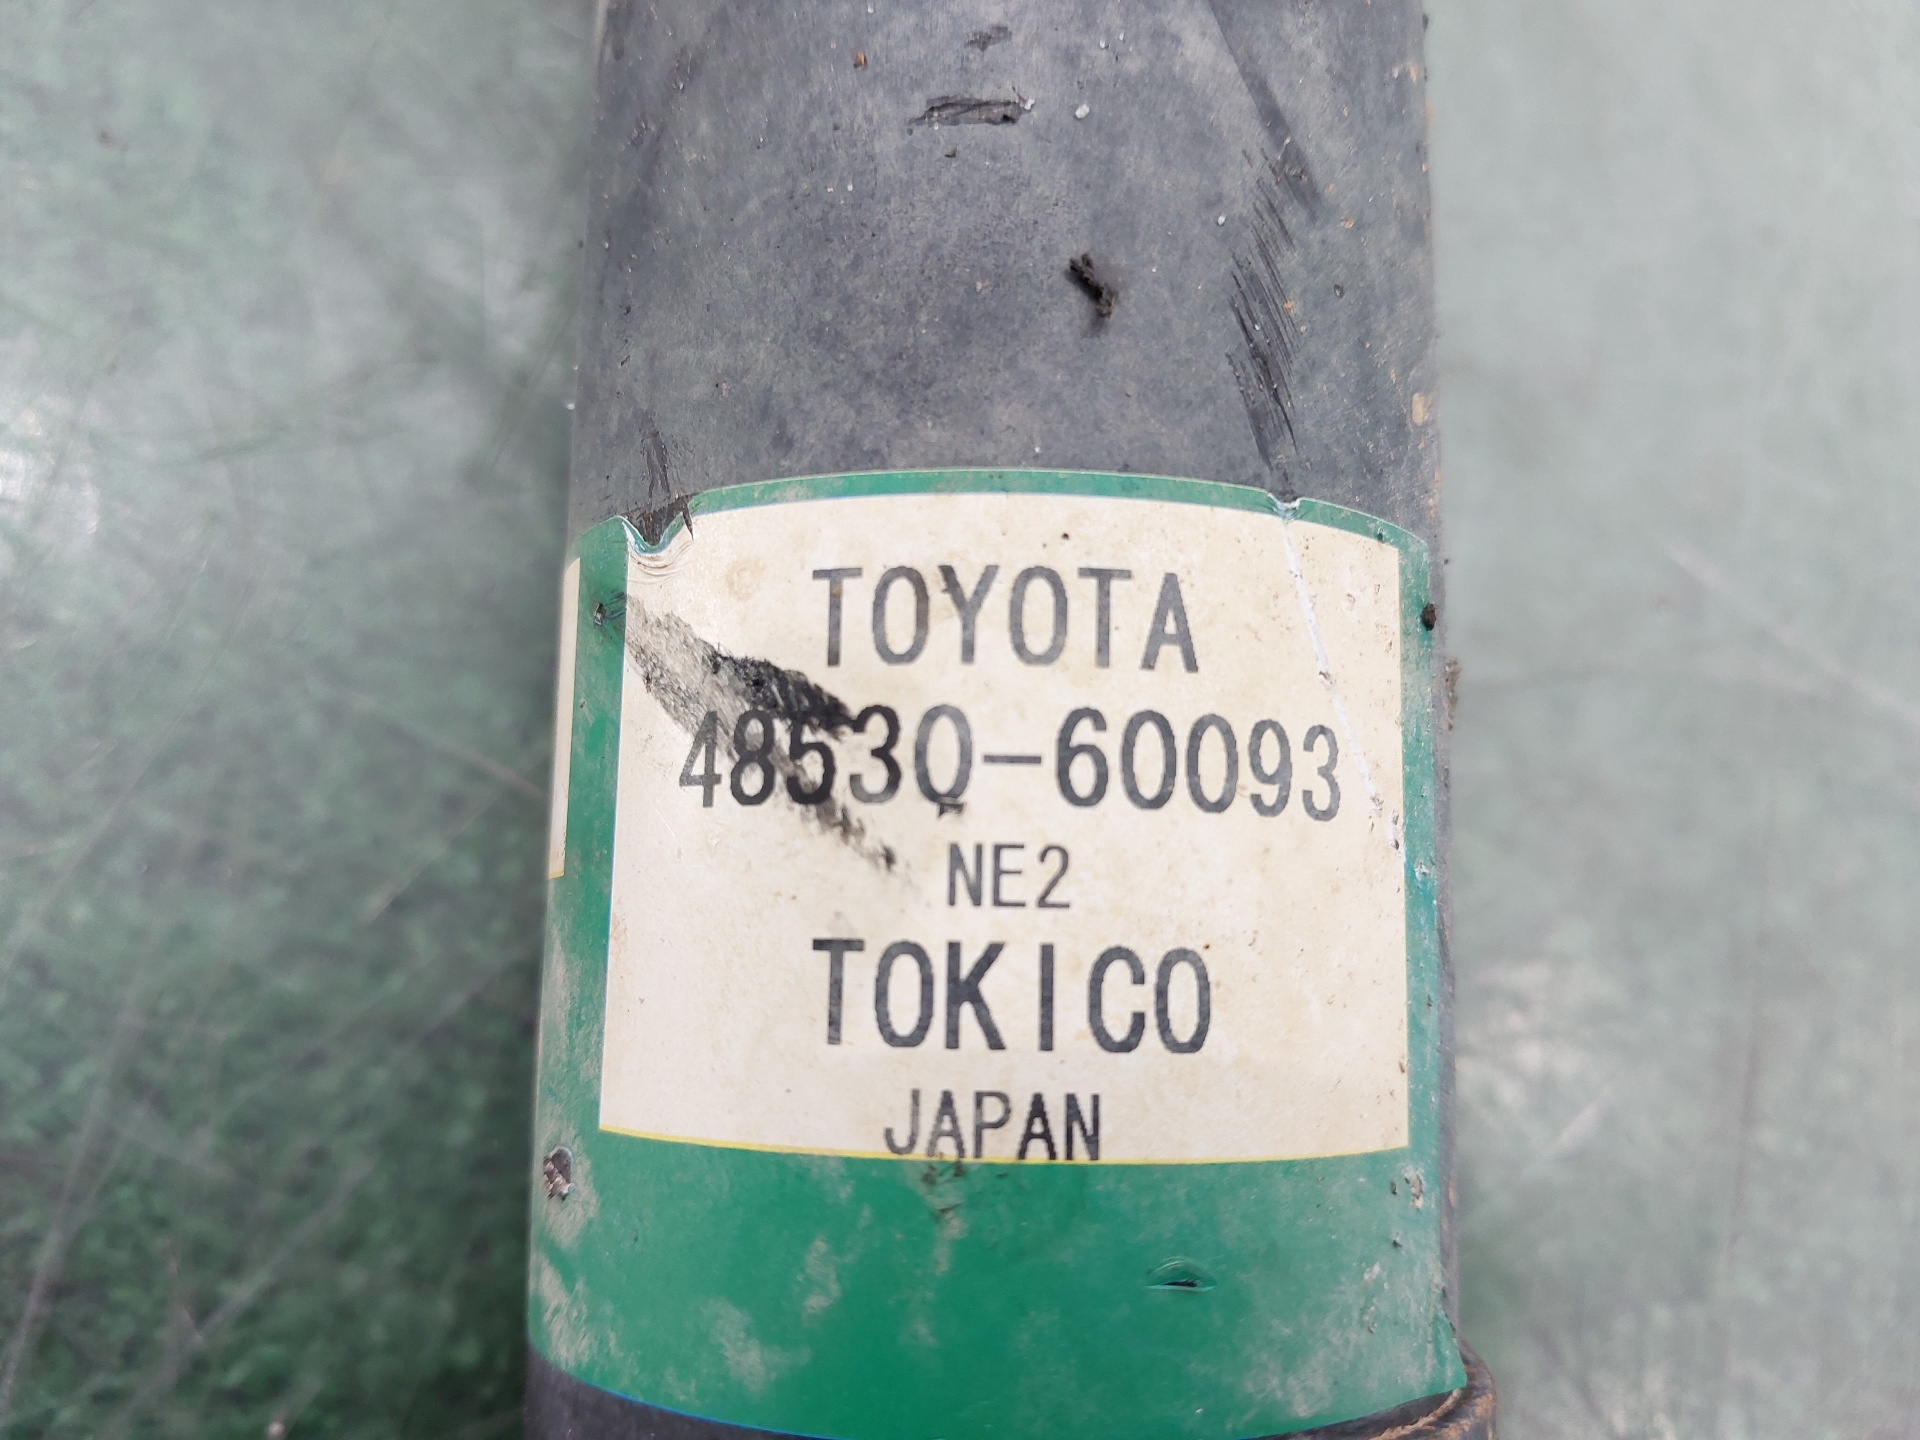 TOYOTA
48530-60093
NE2
TOKICO
JAPAN